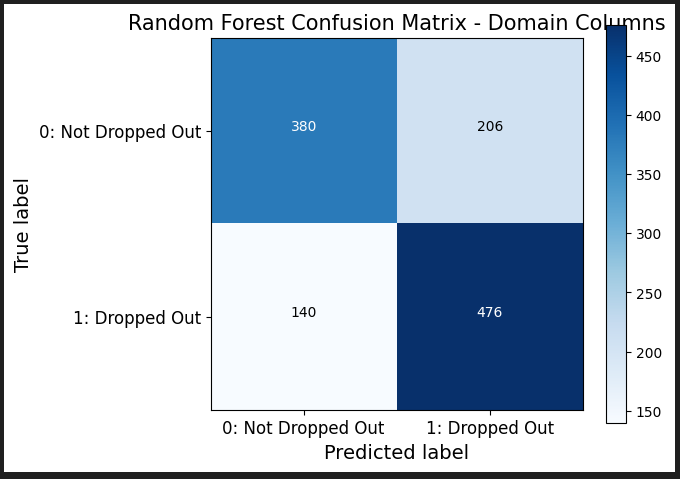 Random Forest Confusion Matrix - Domain Columns
True label
0: Not Dropped Out
380
206
1: Dropped Out
140
476
0: Not Dropped Out
1: Dropped Out
Predicted label
450
400
350
300
250
200
150